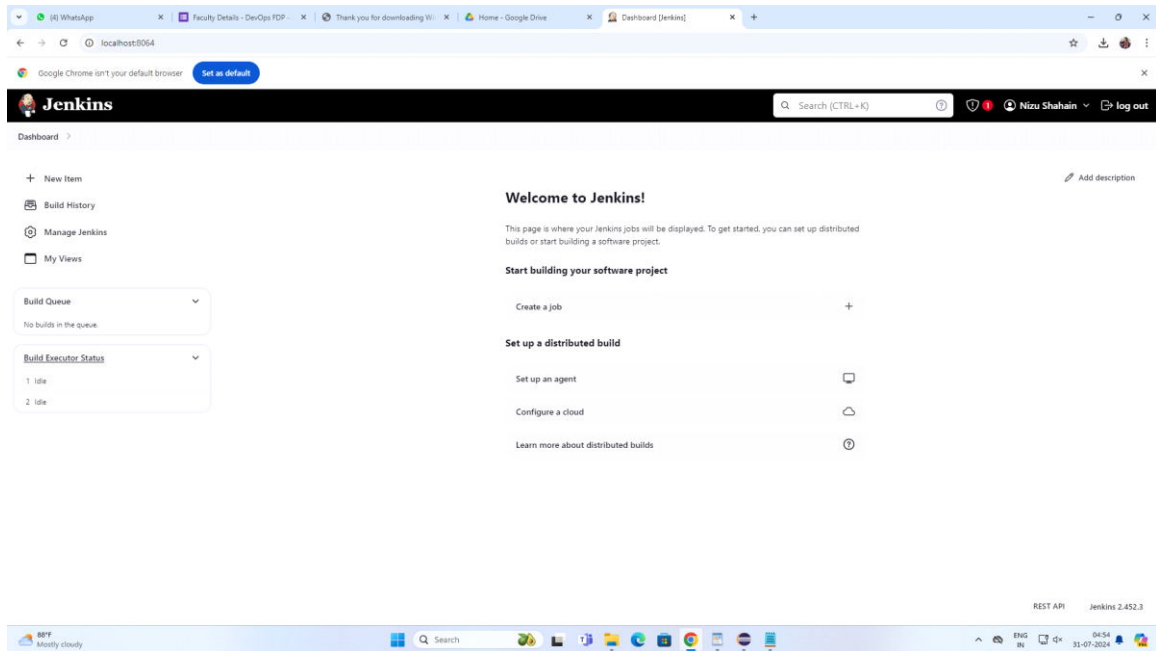 (4) WhatsApp
Faculty Details - DevOps FDP -
Thank you for downloading Wi
Home - Google Drive
Dashboard [Jenkins]
localhost:8064
Google Chrome isn't your default browser
Set as default
Jenkins
Search (CTRL+K)
1
Nizu Shahain
log out
Dashboard
New Item
Build History
Manage Jenkins
My Views
Build Queue
No builds in the queue.
Build Executor Status
1 Idle
2 Idle
Add description
Welcome to Jenkins!
This page is where your Jenkins jobs will be displayed. To get started, you can set up distributed
builds or start building a software project.
Start building your software project
Create a job
Set up a distributed build
Set up an agent
Configure a cloud
Learn more about distributed builds
REST API
Jenkins 2.452.3
88°F
Mostly cloudy
Search
ENG
IN
04:54
31-07-2024